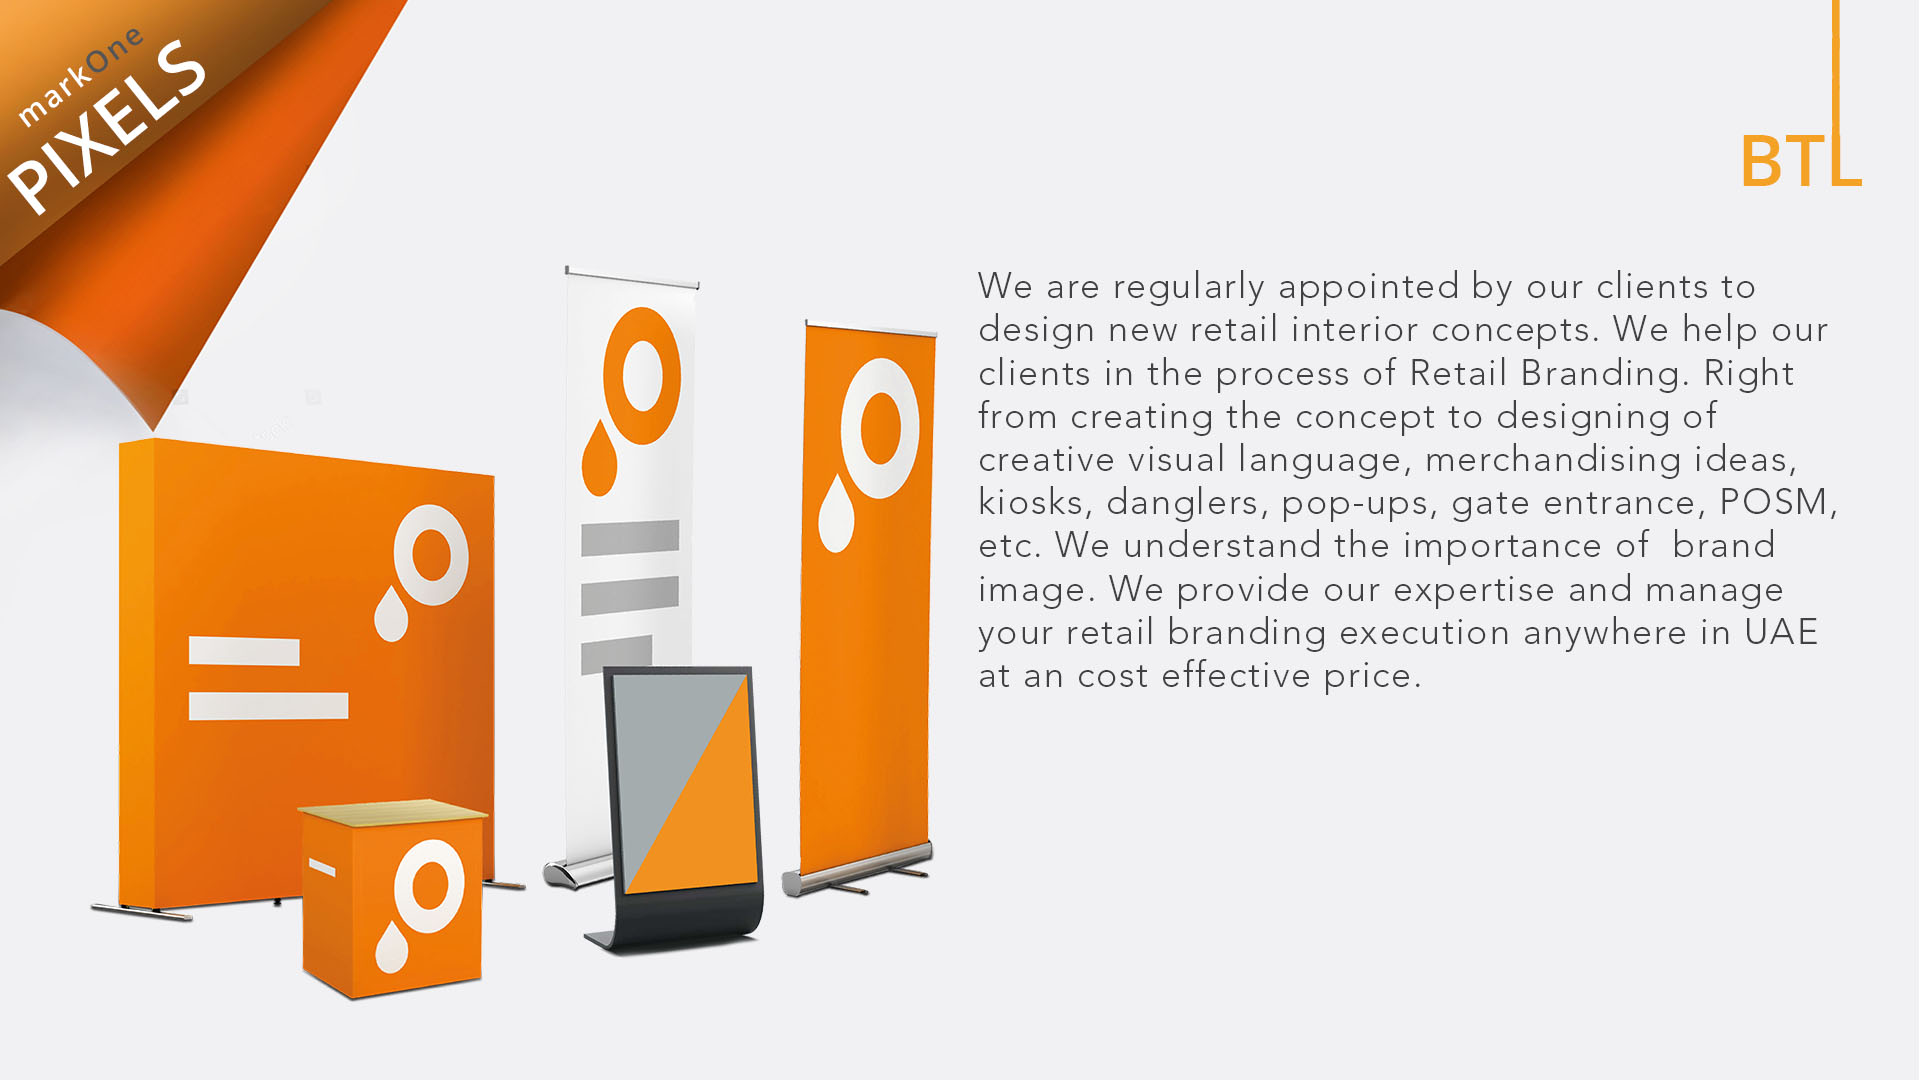 markOne
PIXELS
BTL
We are regularly appointed by our clients to
design new retail interior concepts. We help our
clients in the process of Retail Branding. Right
from creating the concept to designing of
creative visual language, merchandising ideas,
kiosks, danglers, pop-ups, gate entrance, POSM,
etc. We understand the importance of  brand
image. We provide our expertise and manage
your retail branding execution anywhere in UAE
at an cost effective price.